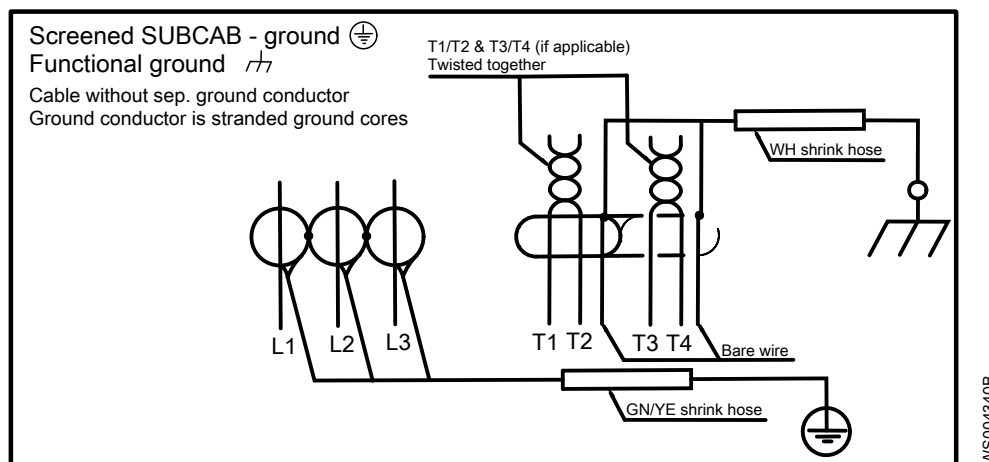 Screened SUBCAB - ground
Functional ground
Cable without sep. ground conductor
Ground conductor is stranded ground cores
T1/T2 & T3/T4 (if applicable)
Twisted together
WH shrink hose
L1
L2
L3
T1
T2
T3
T4
Bare wire
GN/YE shrink hose
WS004340B